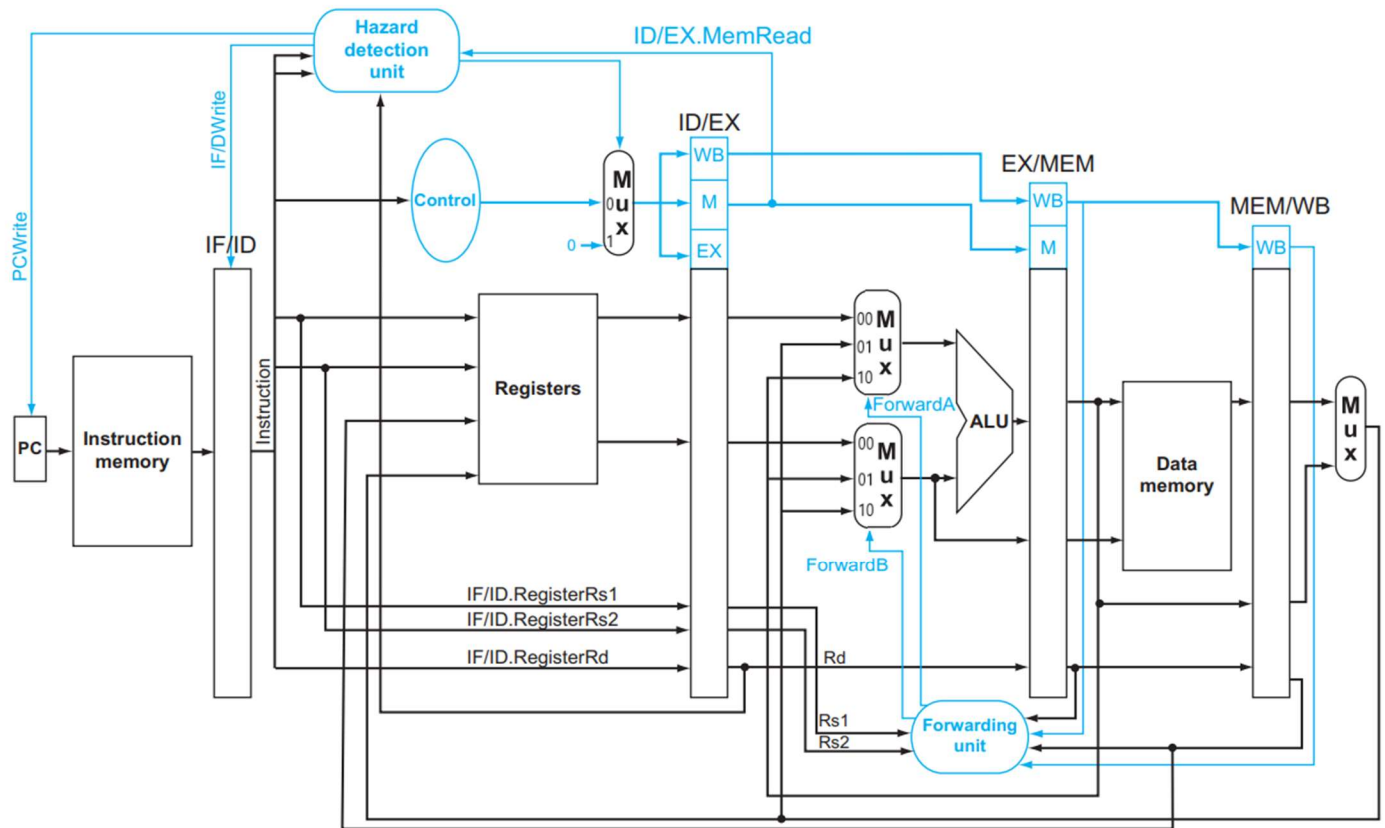 Hazard
detection
unit
ID/EX.MemRead
PCWrite
IF/DWrite
ID/EX
WB
M
EX
EX/MEM
WB
M
MEM/WB
WB
IF/ID
Control
M
u
x
0
1
0
Instruction
PC
Instruction
memory
Registers
00
01
10
M
u
x
ForwardA
00
01
10
M
u
x
ForwardB
ALU
Data
memory
M
u
x
IF/ID.RegisterRs1
IF/ID.RegisterRs2
IF/ID.RegisterRd
Rd
Rs1
Rs2
Forwarding
unit